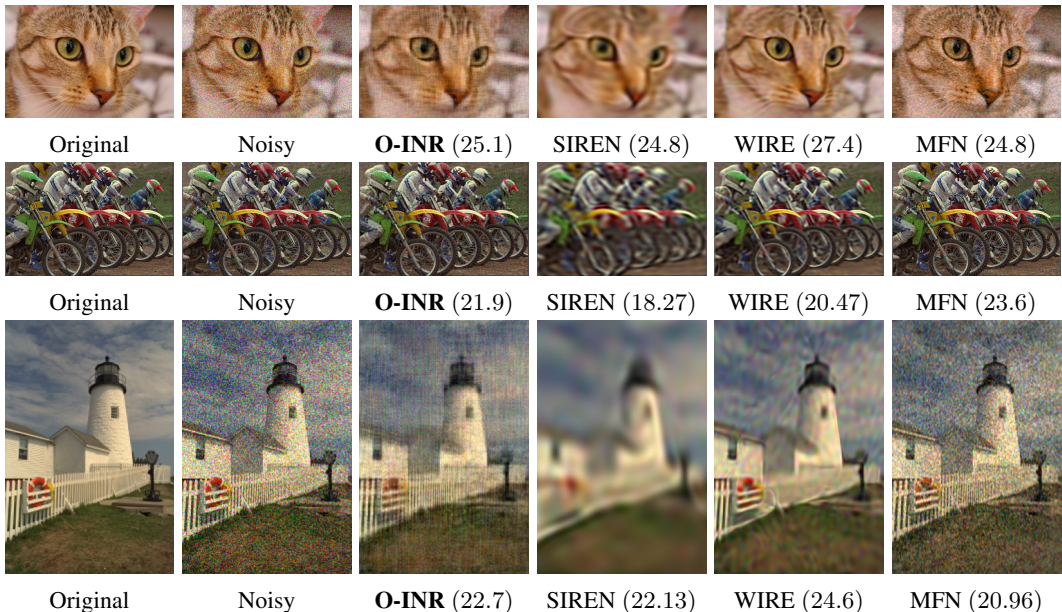 Original Noisy O-INR (25.1) SIREN (24.8) WIRE (27.4) MFN (24.8)
Original Noisy O-INR (21.9) SIREN (18.27) WIRE (20.47) MFN (23.6)
Original Noisy O-INR (22.7) SIREN (22.13) WIRE (24.6) MFN (20.96)